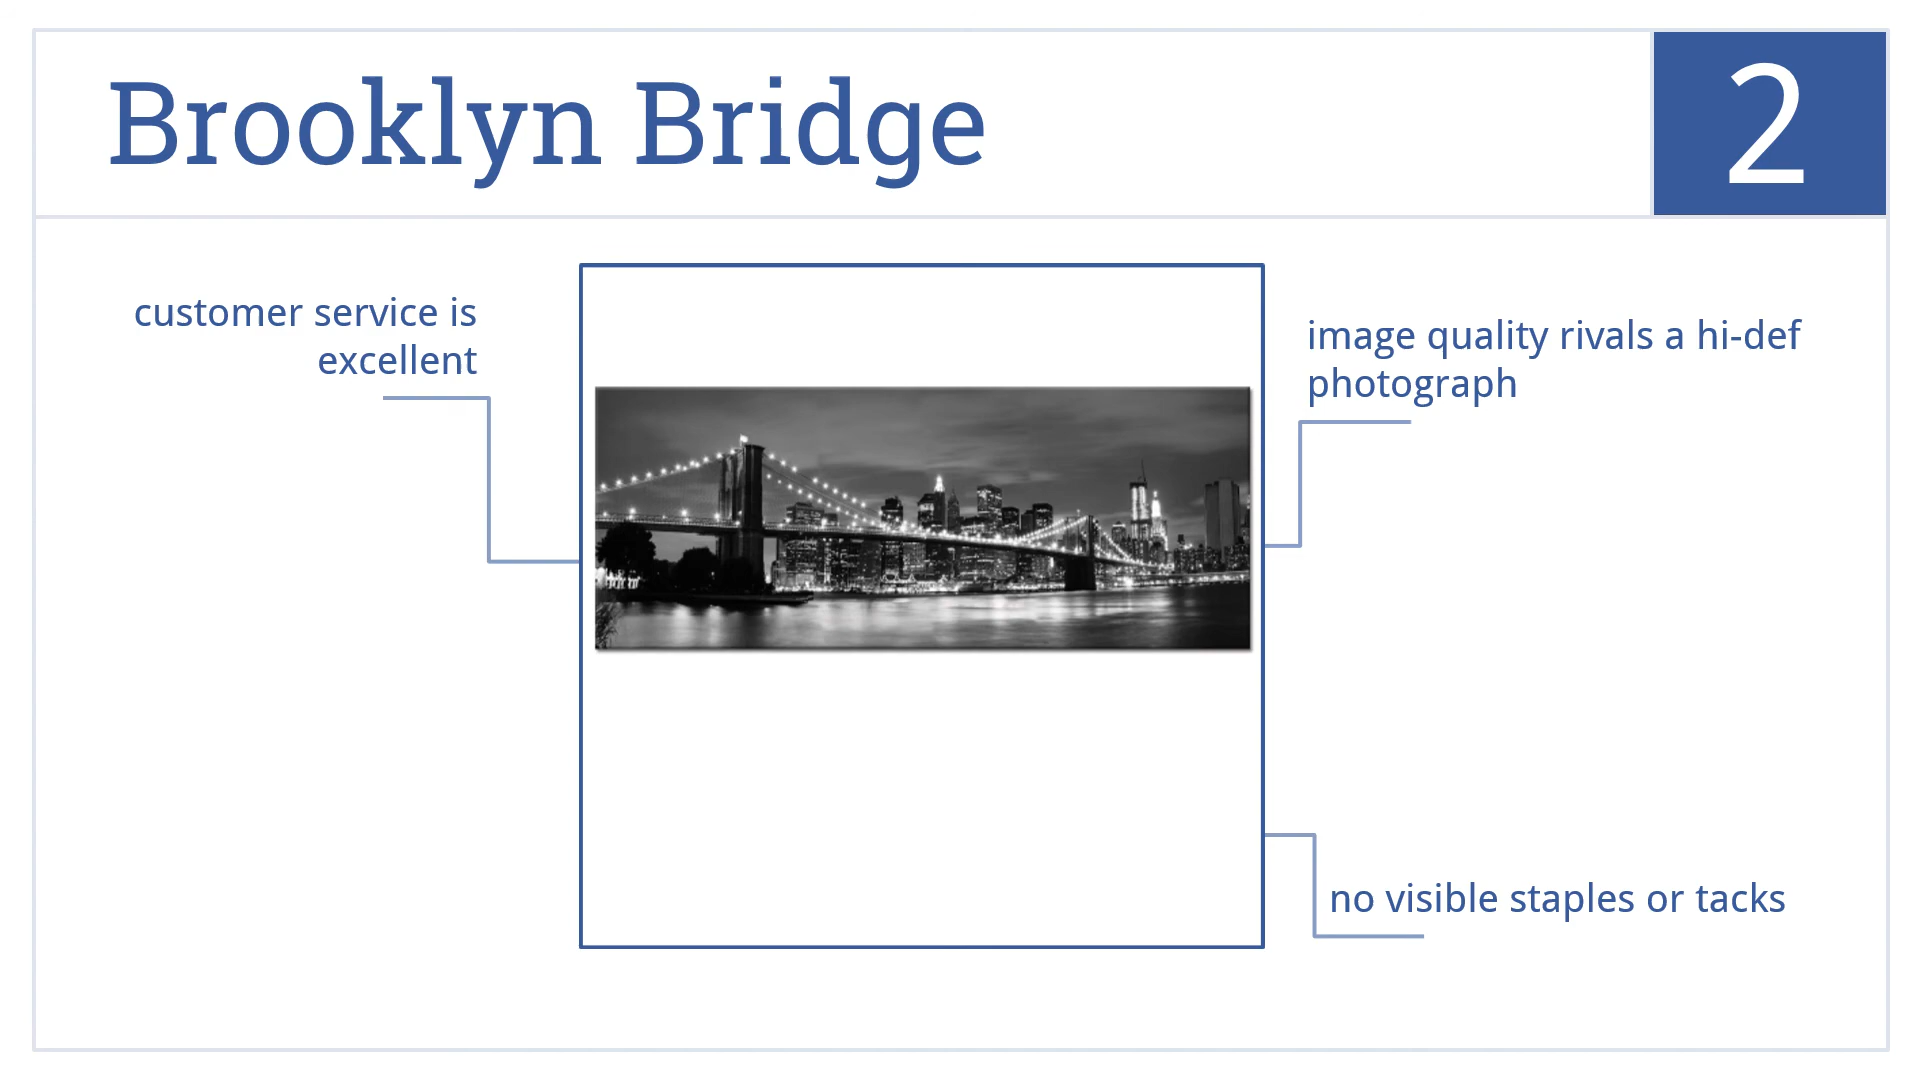 Brooklyn Bridge
2
customer service is
excellent
image quality rivals a hi-def
photograph
no visible staples or tacks